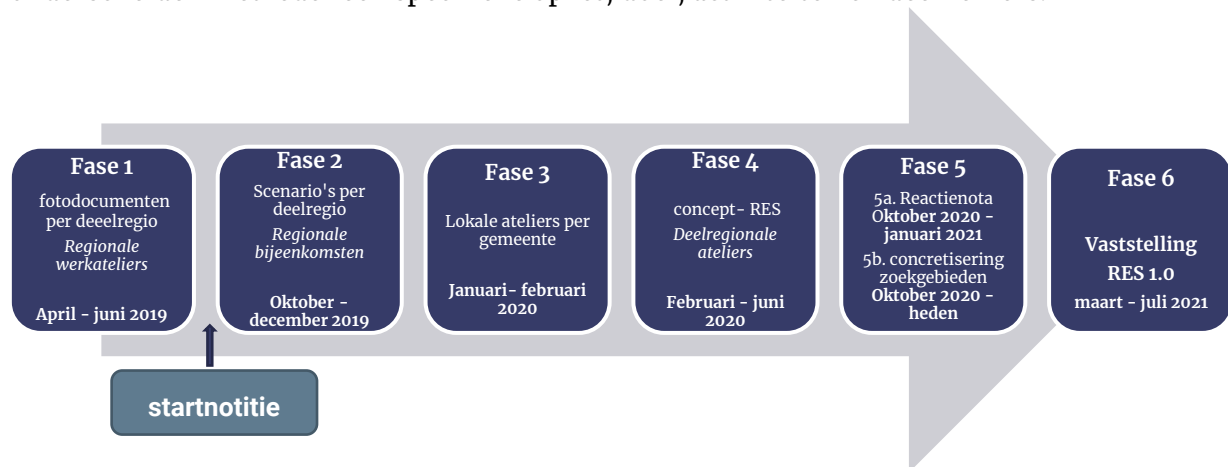 Fase 1
fotodocumenten
per deeelregio
Regionale
werkateliers
April - juni 2019
Fase 2
Scenario's per
deelregio
Regionale
bijeenkomsten
Oktober -
december 2019
Fase 3
Lokale ateliers per
gemeente
Januari- februari
2020
Fase 4
concept- RES
Deelregionale
ateliers
Februari - juni
2020
Fase 5
5a. Reactienota
Oktober 2020 -
januari 2021
5b. concretisering
zoekgebieden
Oktober 2020 -
heden
Fase 6
Vaststelling
RES 1.0
maart - juli 2021
startnotitie